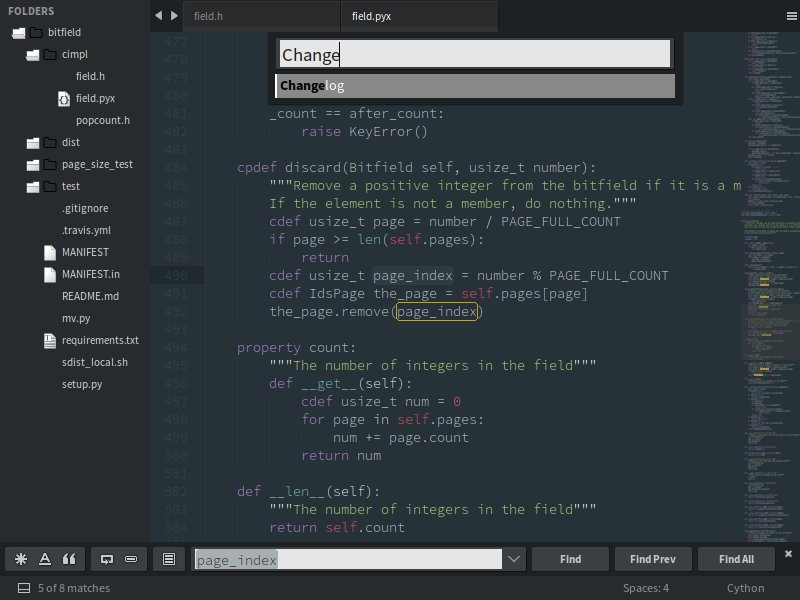 FOLDERS
bitfield
cimpl
field.h
field.pyx
popcount.h
dist
page_size_test
test
.gitignore
.travis.yml
MANIFEST
MANIFEST.in
README.md
mv.py
requirements.txt
sdist_local.sh
setup.py
field.h
field.pyx
Change
Changelog
477
478
479
480
481 _count == after_count:
482 raise KeyError()
483
484 cpdef discard(Bitfield self, usize_t number):
485 """Remove a positive integer from the bitfield if it is a m
486 If the element is not a member, do nothing."""
487 cdef usize_t page = number / PAGE_FULL_COUNT
488 if page >= len(self.pages):
489 return
490 cdef usize_t page_index = number % PAGE_FULL_COUNT
491 cdef IdsPage the_page = self.pages[page]
492 the_page.remove(page_index)
493
494 property count:
495 """The number of integers in the field"""
496 def __get__(self):
497 cdef usize_t num = 0
498 for page in self.pages:
499 num += page.count
500 return num
501
502 def __len__(self):
503 """The number of integers in the field"""
504 return self.count
page_index
Find
Find Prev
Find All
5 of 8 matches
Spaces: 4
Cython